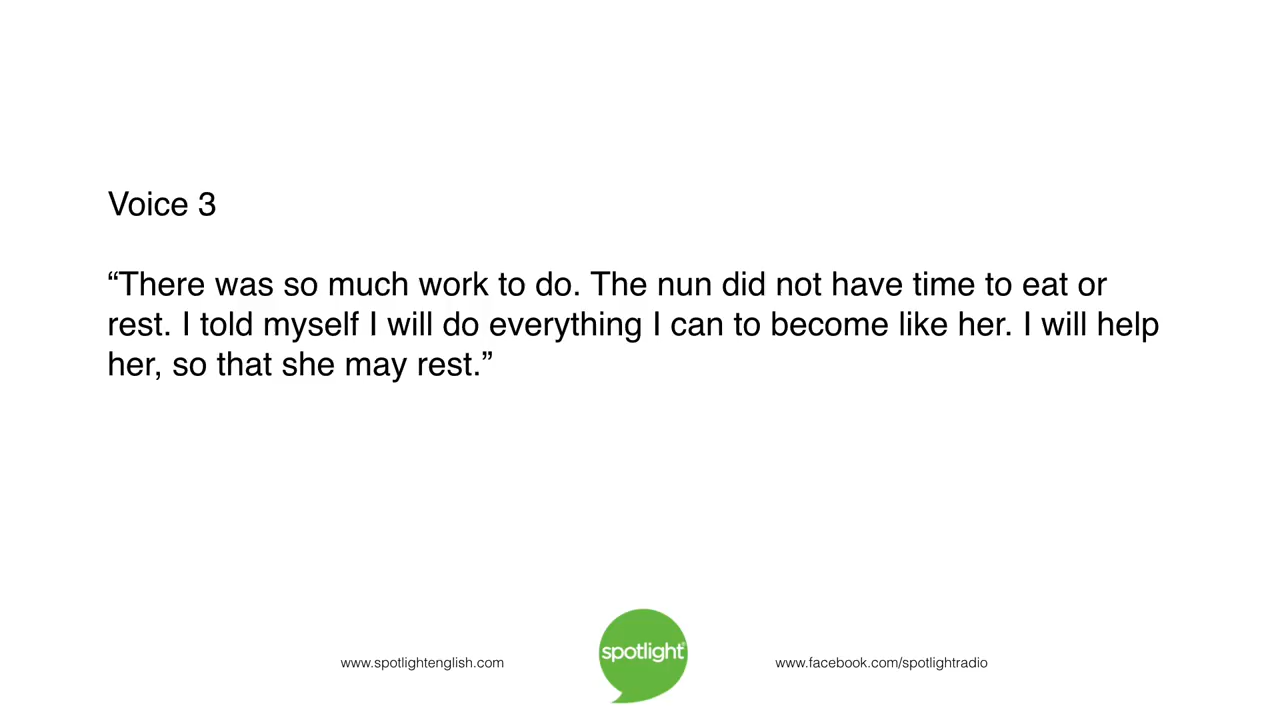 Voice 3
“There was so much work to do. The nun did not have time to eat or
rest. I told myself I will do everything I can to become like her. I will help
her, so that she may rest.”
www.spotlightenglish.com
spotlight
www.facebook.com/spotlightradio